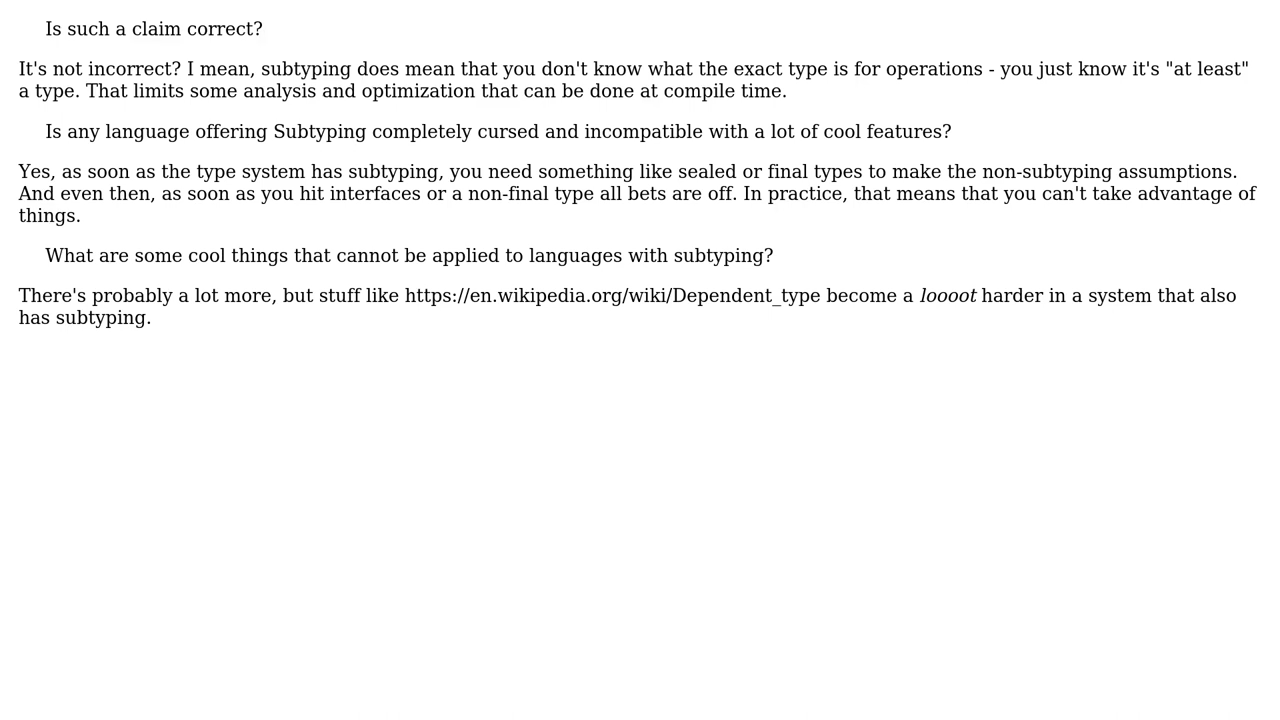 Is such a claim correct?
It's not incorrect? I mean, subtyping does mean that you don't know what the exact type is for operations - you just know it's "at least"
a type. That limits some analysis and optimization that can be done at compile time.
Is any language offering Subtyping completely cursed and incompatible with a lot of cool features?
Yes, as soon as the type system has subtyping, you need something like sealed or final types to make the non-subtyping assumptions.
And even then, as soon as you hit interfaces or a non-final type all bets are off. In practice, that means that you can't take advantage of
things.
What are some cool things that cannot be applied to languages with subtyping?
There's probably a lot more, but stuff like https://en.wikipedia.org/wiki/Dependent_type become a loooot harder in a system that also
has subtyping.